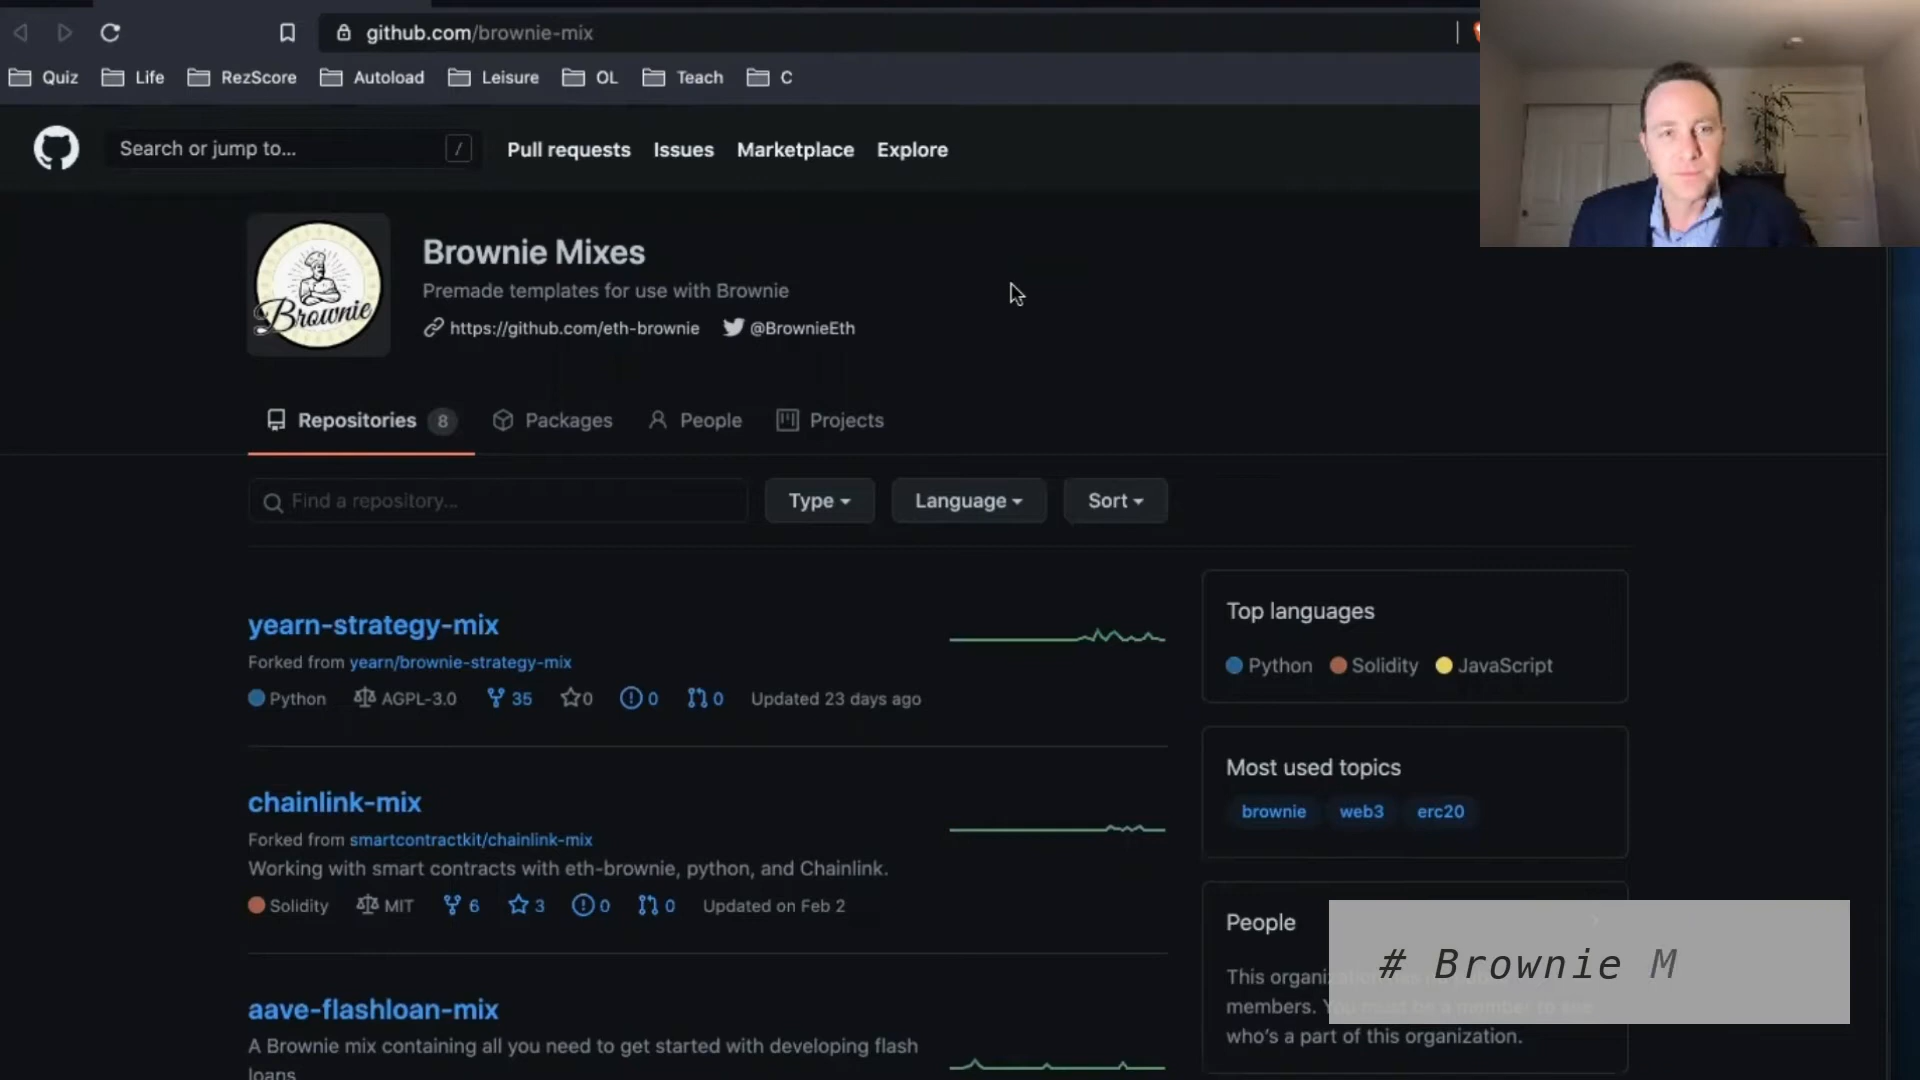 github.com/brownie-mix
Quiz Life RezScore Autoload Leisure OL Teach C
Search or jump to... / Pull requests Issues Marketplace Explore
Brownie
Brownie Mixes
Premade templates for use with Brownie
https://github.com/eth-brownie @BrownieEth
Repositories 8 Packages People Projects
Find a repository... Type Language Sort
yearn-strategy-mix
Forked from yearn/brownie-strategy-mix
Python AGPL-3.0 35 0 0 0 Updated 23 days ago
chainlink-mix
Forked from smartcontractkit/chainlink-mix
Working with smart contracts with eth-brownie, python, and Chainlink.
Solidity MIT 6 3 0 0 Updated on Feb 2
aave-flashloan-mix
A Brownie mix containing all you need to get started with developing flash
loans
Top languages
Python Solidity JavaScript
Most used topics
brownie web3 erc20
People
This
members.
who's a part of this organization.
# Brownie M